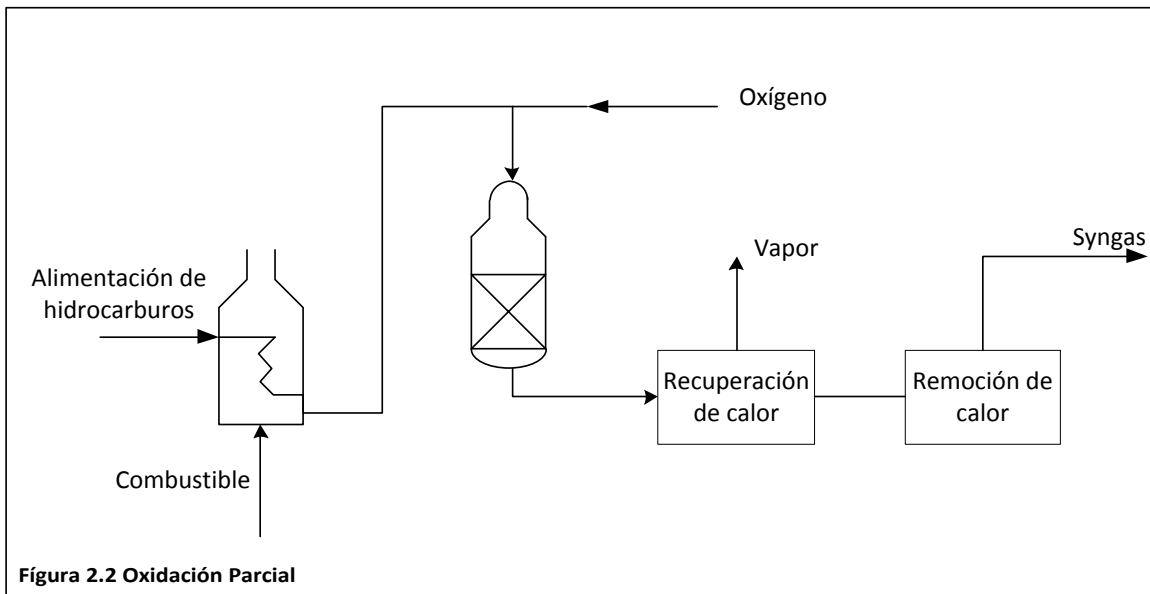 Oxígeno
Syngas
Vapor
Alimentación de
hidrocarburos
Recuperación
de calor
Remoción de
calor
Combustible
Fígura 2.2 Oxidación Parcial